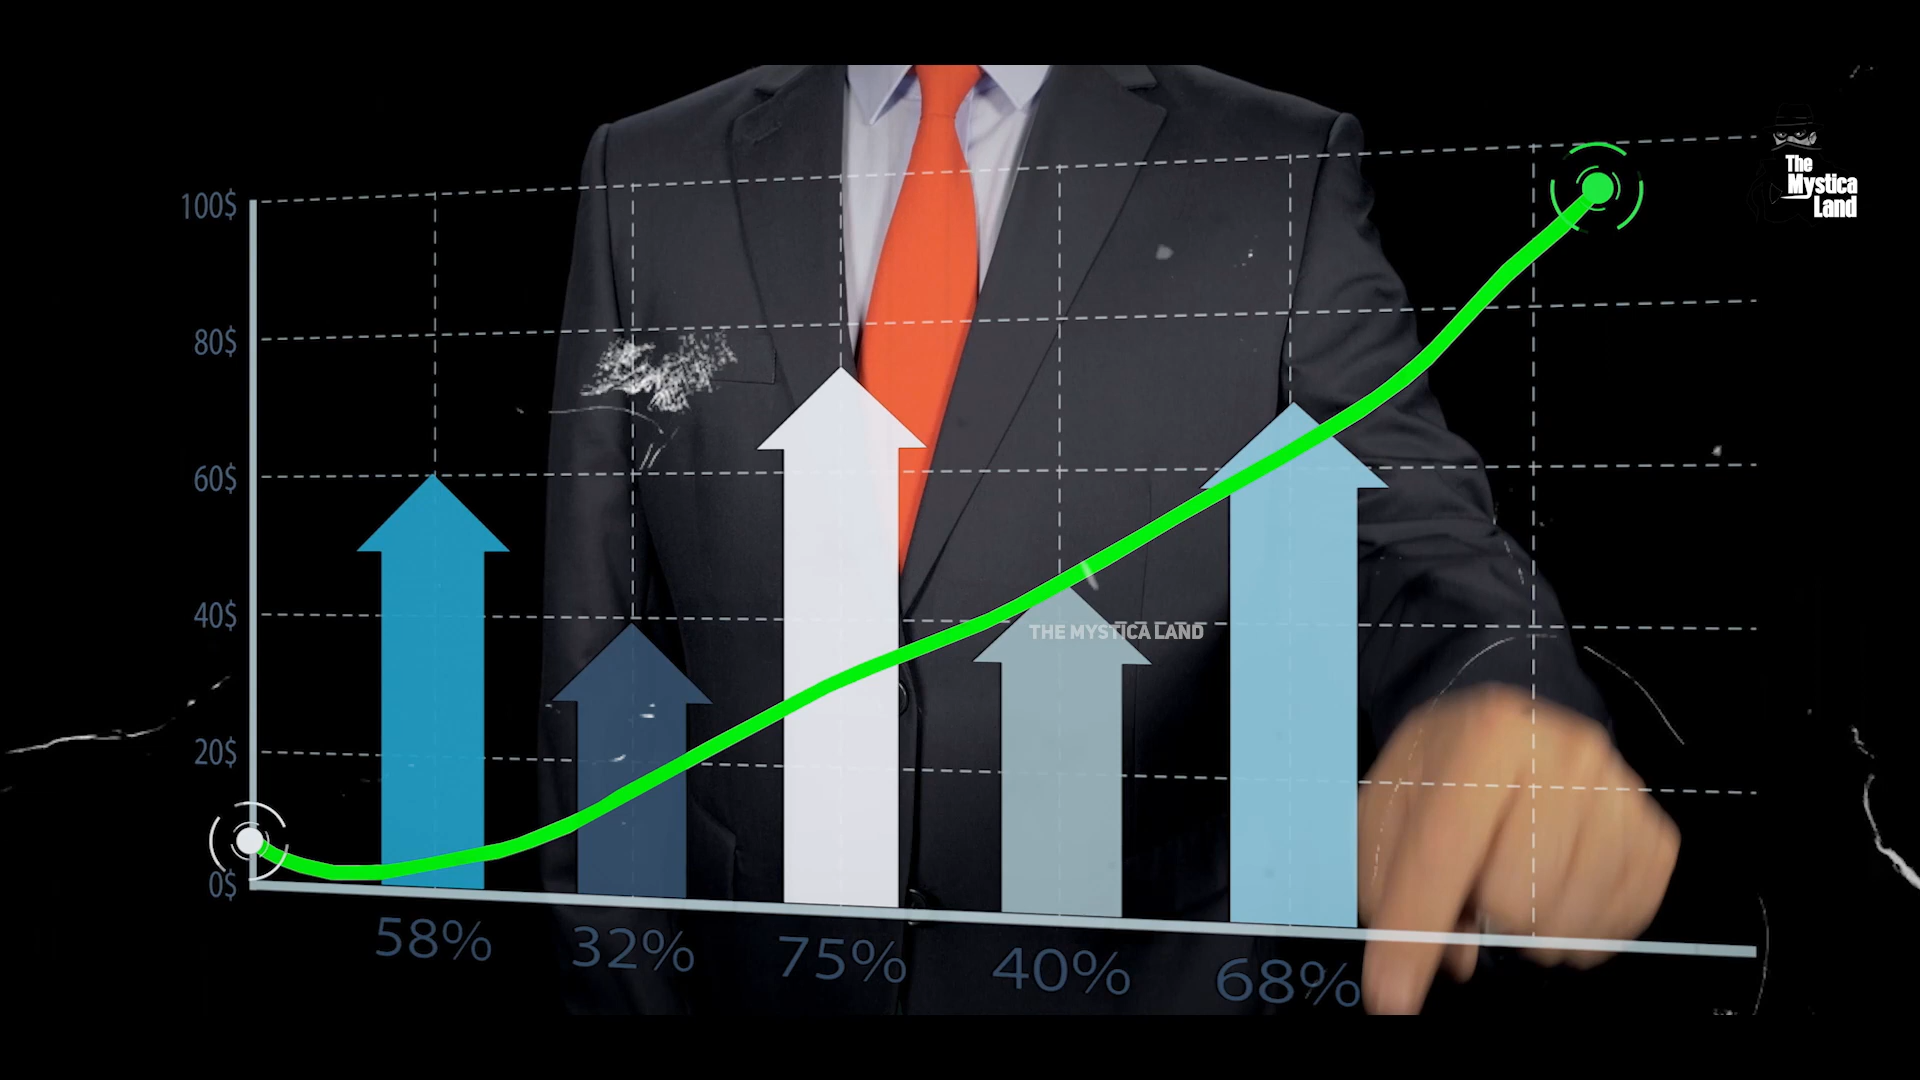 The
Mystica
Land
100$
80$
60$
40$
20$
0$
THE MYSTICA LAND
58% 32% 75% 40% 68%